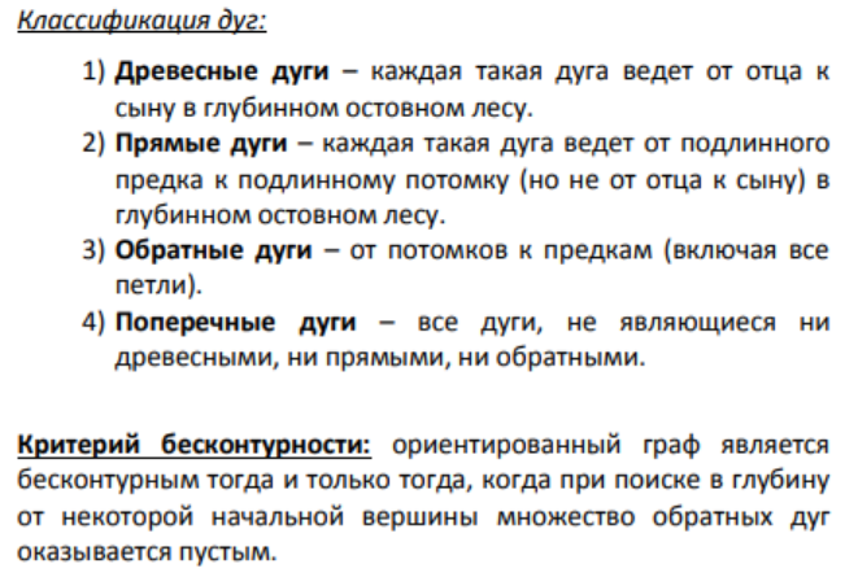 Классификация дуг:
1) Древесные дуги – каждая такая дуга ведет от отца к
сыну в глубинном остовном лесу.
2) Прямые дуги – каждая такая дуга ведет от подлинного
предка к подлинному потомку (но не от отца к сыну) в
глубинном остовном лесу.
3) Обратные дуги – от потомков к предкам (включая все
петли).
4) Поперечные дуги – все дуги, не являющиеся ни
древесными, ни прямыми, ни обратными.
Критерий бесконтурности: ориентированный граф является
бесконтурным тогда и только тогда, когда при поиске в глубину
от некоторой начальной вершины множество обратных дуг
оказывается пустым.